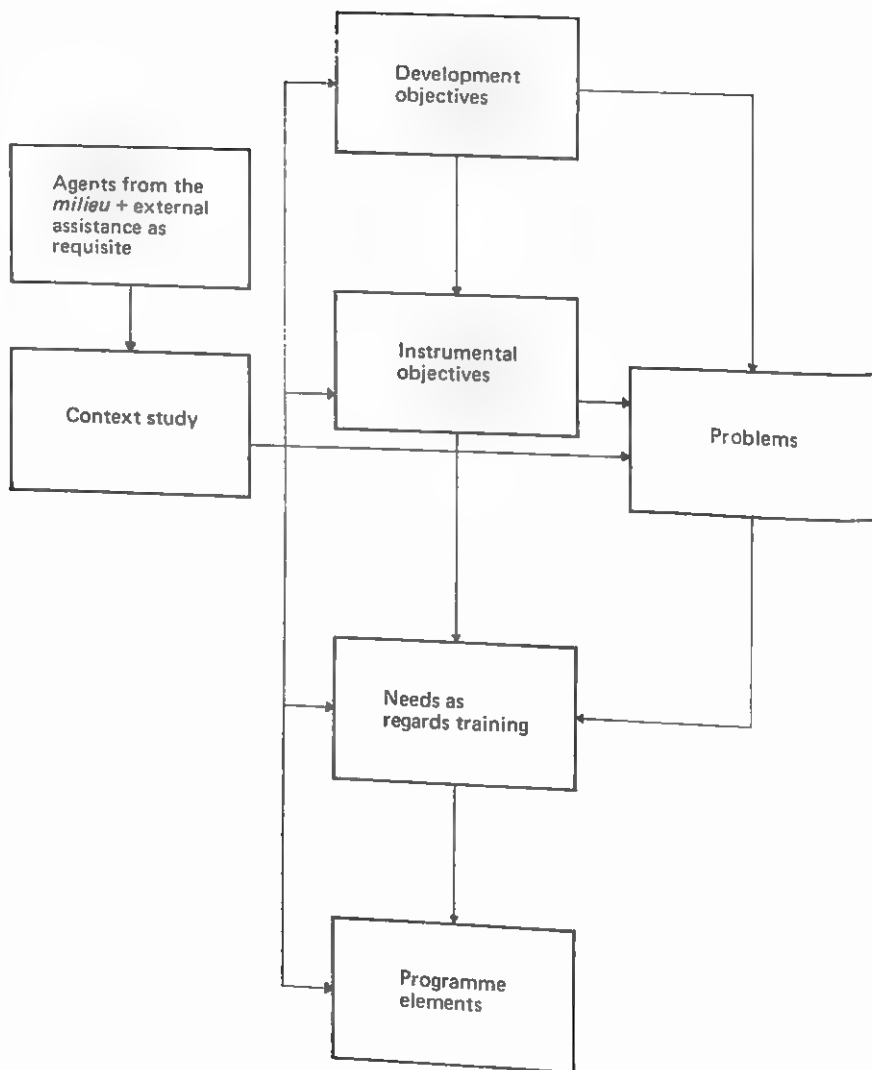 Development
objectives
Agents from the
milieu + external
assistance as
requisite
Instrumental
objectives
Context study
Problems
Needs as
regards training
Programme
elements